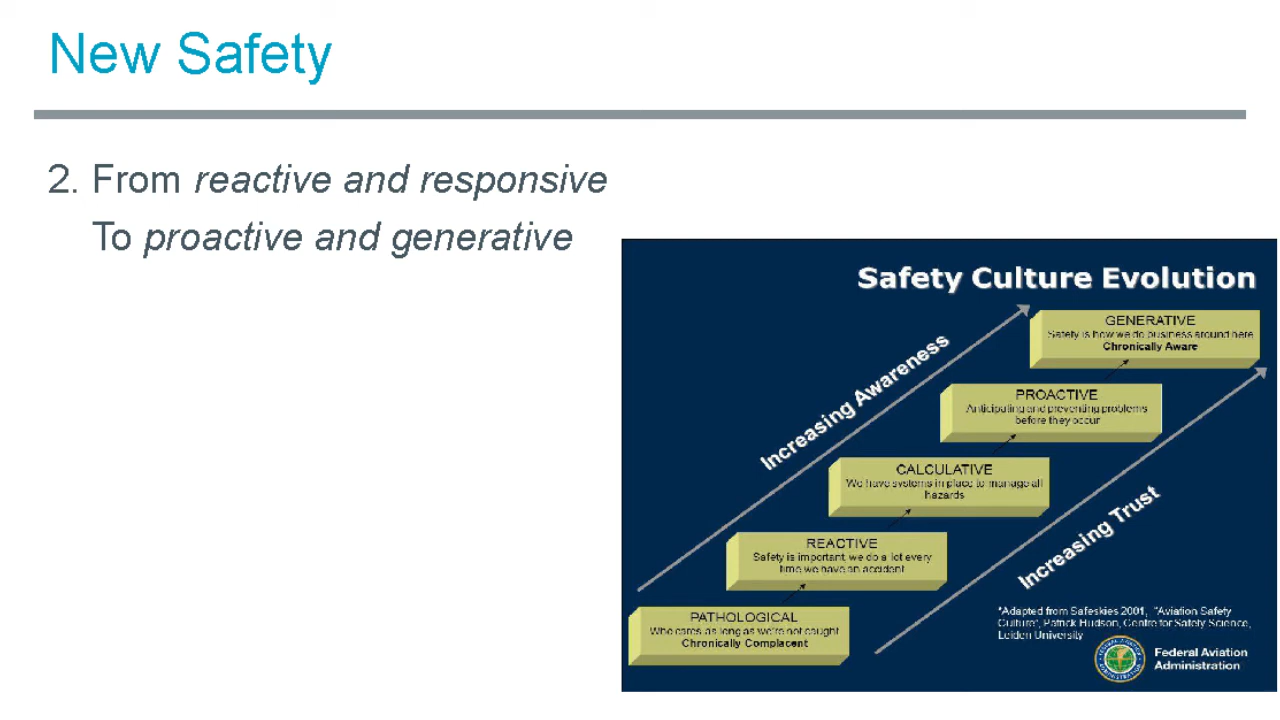 New Safety
2. From reactive and responsive
To proactive and generative
Safety Culture Evolution
GENERATIVE
Safety is how we do business around here
Chronically Aware
Increasing Awareness
PROACTIVE
Anticipating and preventing problems
before they occur
CALCULATIVE
We have systems in place to manage all
hazards
Increasing Trust
REACTIVE
Safety is important, we do a lot every
time we have an accident
PATHOLOGICAL
Who cares as long as we're not caught
Chronically Complacent
*Adapted from Safeskies 2001, "Aviation Safety
Culture", Patrick Hudson, Centre for Safety Science,
Leiden University
Federal Aviation
Administration